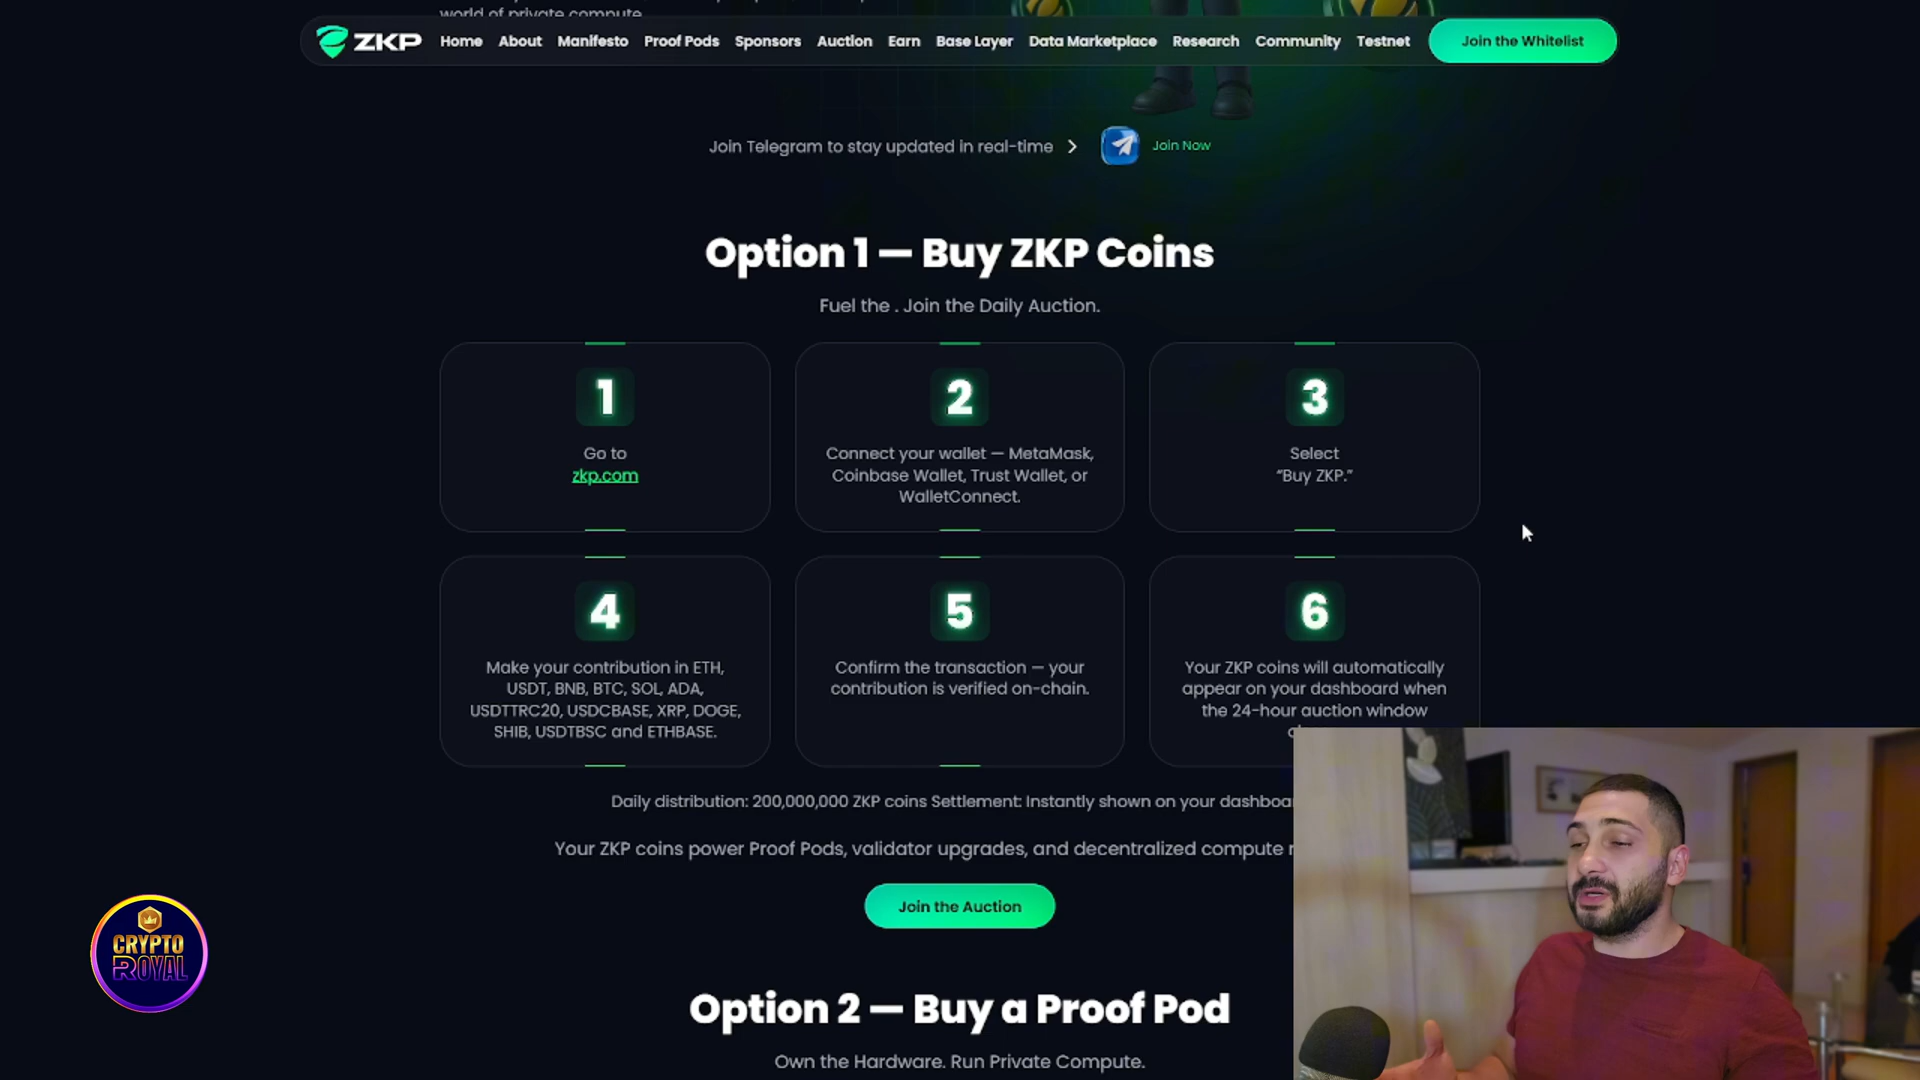 world of private compute.
ZKP Home About Manifesto Proof Pods Sponsors Auction Earn Base Layer Data Marketplace Research Community Testnet Join the Whitelist
Join Telegram to stay updated in real-time Join Now
Option 1 — Buy ZKP Coins
Fuel the . Join the Daily Auction.
1
Go to
zkp.com
2
Connect your wallet — MetaMask,
Coinbase Wallet, Trust Wallet, or
WalletConnect.
3
Select
“Buy ZKP.”
4
Make your contribution in ETH,
USDT, BNB, BTC, SOL, ADA,
USDTTRC20, USDCBASE, XRP, DOGE,
SHIB, USDTBSC and ETHBASE.
5
Confirm the transaction — your
contribution is verified on-chain.
6
Your ZKP coins will automatically
appear on your dashboard when
the 24-hour auction window
Daily distribution: 200,000,000 ZKP coins Settlement: Instantly shown on your
Your ZKP coins power Proof Pods, validator upgrades, and decentralized compute
Join the Auction
CRYPTO
ROYAL
Option 2 — Buy a Proof Pod
Own the Hardware. Run Private Compute.